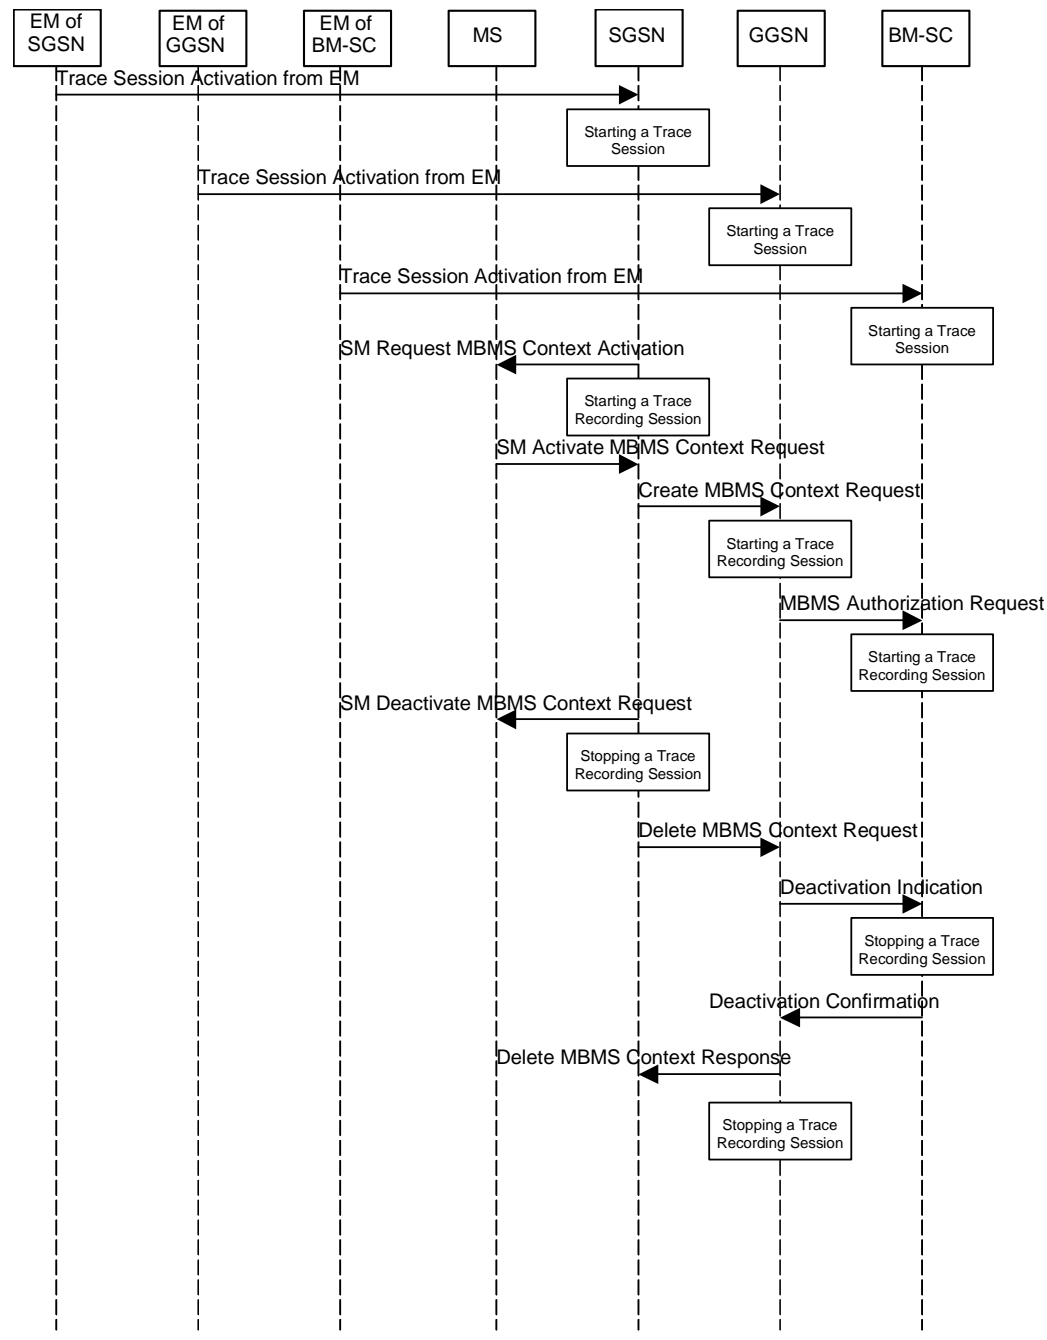 EM of
SGSN
EM of
GGSN
EM of
BM-SC
MS
SGSN
GGSN
BM-SC
Trace Session Activation from EM
Starting a Trace
Session
Trace Session Activation from EM
Starting a Trace
Session
Trace Session Activation from EM
Starting a Trace
Session
SM Request MBMS Context Activation
Starting a Trace
Recording Session
SM Activate MBMS Context Request
Create MBMS Context Request
Starting a Trace
Recording Session
MBMS Authorization Request
Starting a Trace
Recording Session
SM Deactivate MBMS Context Request
Stopping a Trace
Recording Session
Delete MBMS Context Request
Deactivation Indication
Stopping a Trace
Recording Session
Deactivation Confirmation
Delete MBMS Context Response
Stopping a Trace
Recording Session